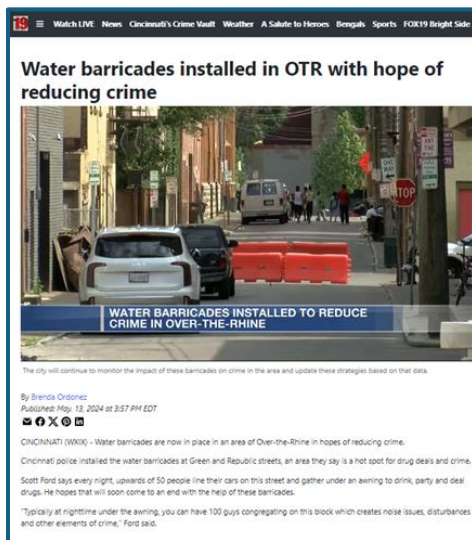 19 Watch LIVE News Cincinnati's Crime Vault Weather A Salute to Heroes Bengals Sports FOX19 Bright Side
Water barricades installed in OTR with hope of
reducing crime
ONE WAY
STOP
WATER BARRICADES INSTALLED TO REDUCE
CRIME IN OVER-THE-RHINE
The city will continue to monitor the impact of these barricades on crime in the area and update these strategies based on that data.
By Brenda Ordonez
Published: May. 13, 2024 at 3:57 PM EDT
CINCINNATI (WXIX) - Water barricades are now in place in an area of Over-the-Rhine in hopes of reducing crime.
Cincinnati police installed the water barricades at Green and Republic streets, an area they say is a hot spot for drug deals and crime.
Scott Ford says every night, upwards of 50 people line their cars on this street and gather under an awning to drink, party and deal
drugs. He hopes that will soon come to an end with the help of these barricades.
"Typically at nighttime under the awning, you can have 100 guys congregating on this block which creates noise issues, disturbances
and other elements of crime," Ford said.